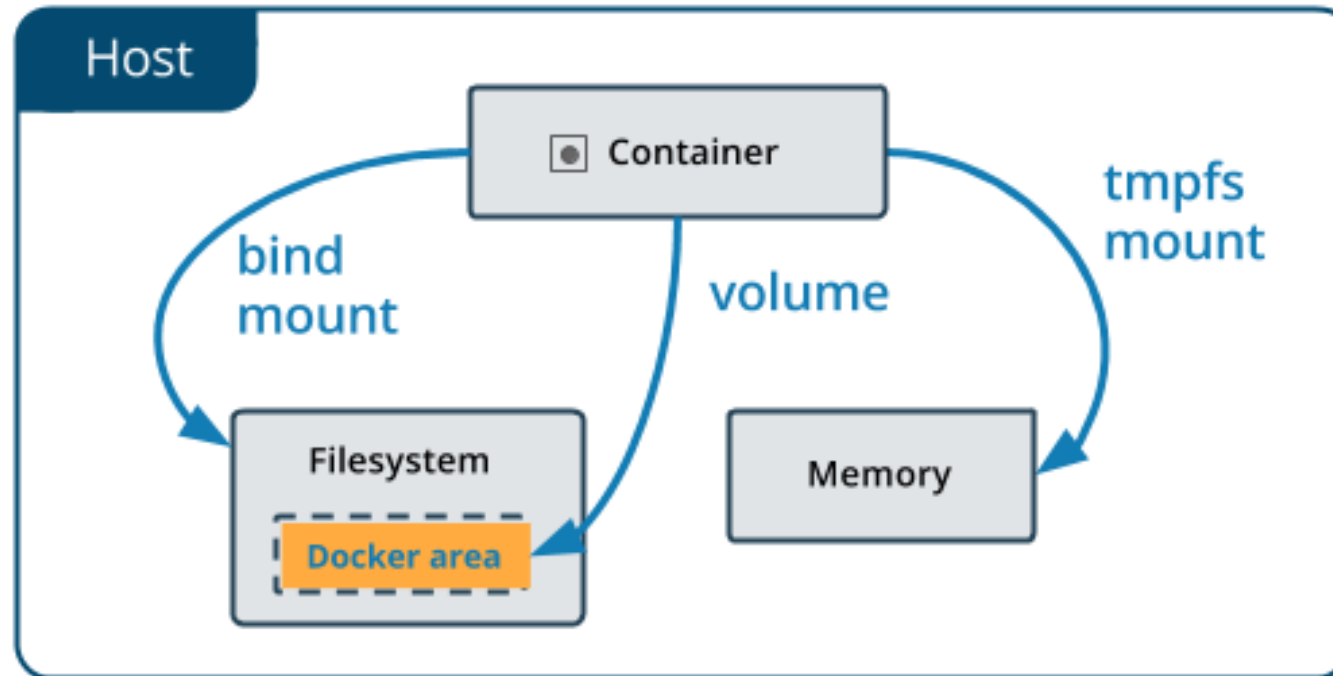 Host
Container
bind
mount
volume
tmpfs
mount
Filesystem
Docker area
Memory